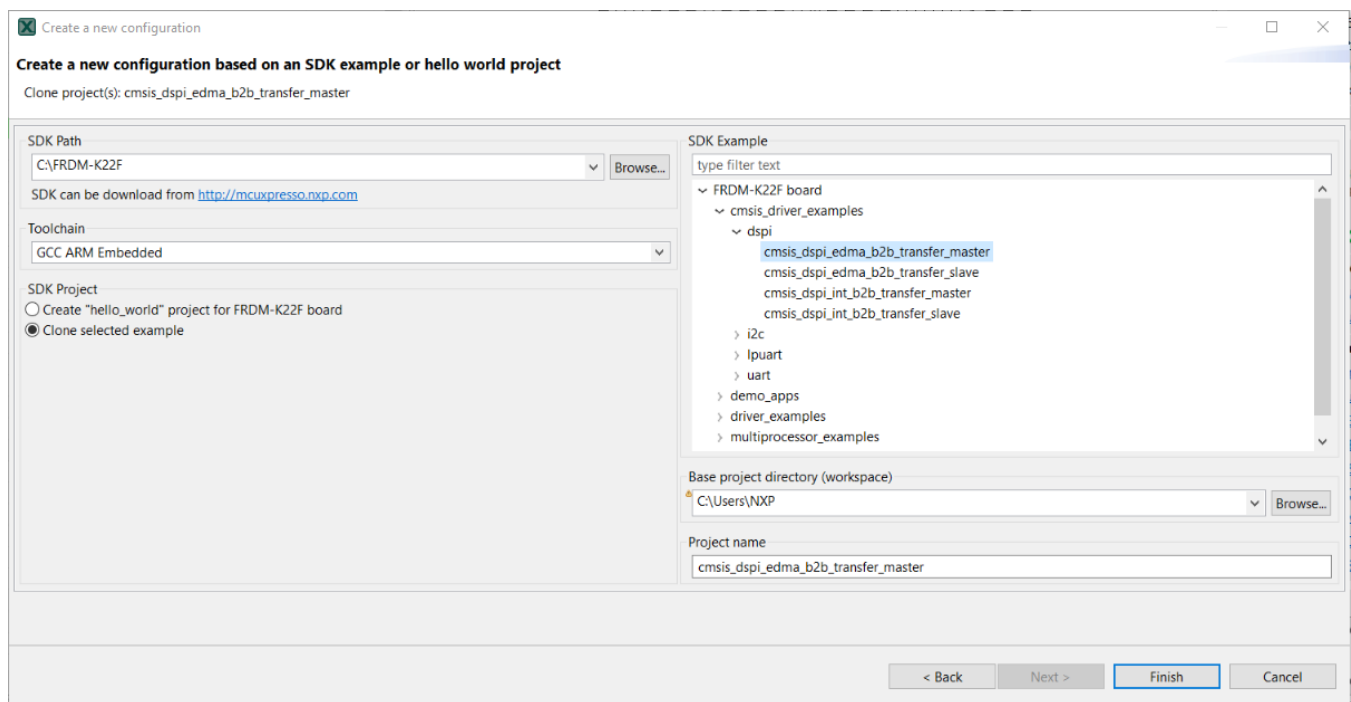 Create a new configuration
Create a new configuration based on an SDK example or hello world project
Clone project(s): cmsis_dspi_edma_b2b_transfer_master
SDK Path
C:\FRDM-K22F
Browse...
SDK can be download from http://mcuxpresso.nxp.com
Toolchain
GCC ARM Embedded
SDK Project
Create "hello_world" project for FRDM-K22F board
Clone selected example
SDK Example
type filter text
FRDM-K22F board
cmsis_driver_examples
dspi
cmsis_dspi_edma_b2b_transfer_master
cmsis_dspi_edma_b2b_transfer_slave
cmsis_dspi_int_b2b_transfer_master
cmsis_dspi_int_b2b_transfer_slave
i2c
lpuart
uart
demo_apps
driver_examples
multiprocessor_examples
Base project directory (workspace)
C:\Users\NXP
Browse...
Project name
cmsis_dspi_edma_b2b_transfer_master
< Back
Next >
Finish
Cancel